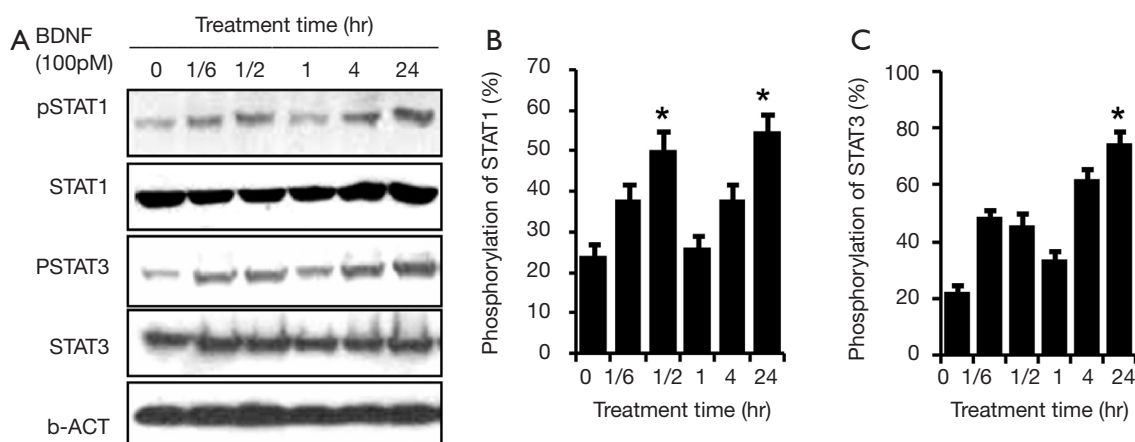 A
BDNF
(100pM)
Treatment time (hr)
0 1/6 1/2 1 4 24
pSTAT1
STAT1
PSTAT3
STAT3
b-ACT
B
Phosphorylation of STAT1 (%)
70
60
50
40
30
20
10
0
* *
0 1/6 1/2 1 4 24
Treatment time (hr)
C
Phosphorylation of STAT3 (%)
100
80
60
40
20
0
*
0 1/6 1/2 1 4 24
Treatment time (hr)